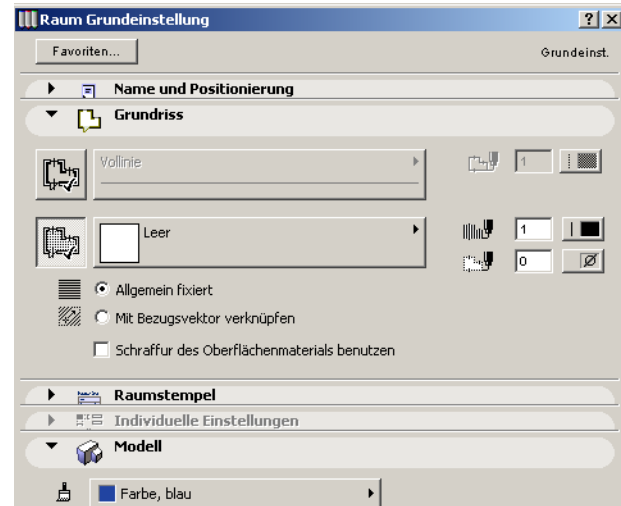 Raum Grundeinstellung
Favoriten...
Grundeinst.
Name und Positionierung
Grundriss
Vollinie
1
Leer
1
0
Allgemein fixiert
Mit Bezugsvektor verknüpfen
Schraffur des Oberflächenmaterials benutzen
Raumstempel
Individuelle Einstellungen
Modell
Farbe, blau